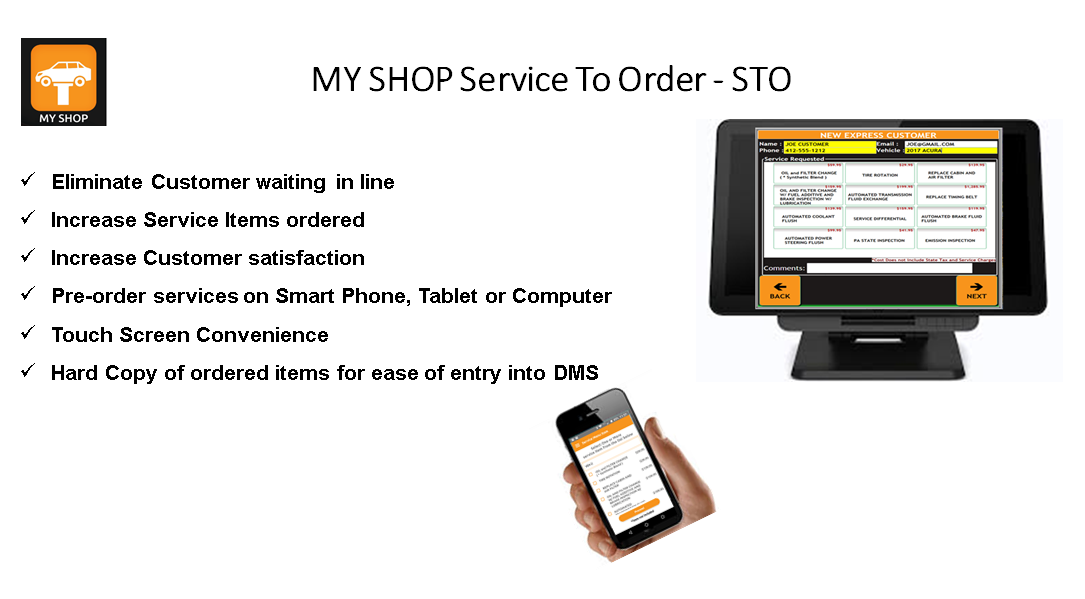 MY SHOP
MY SHOP Service To Order - STO
Eliminate Customer waiting in line
Increase Service Items ordered
Increase Customer satisfaction
Pre-order services on Smart Phone, Tablet or Computer
Touch Screen Convenience
Hard Copy of ordered items for ease of entry into DMS
NEW EXPRESS CUSTOMER
Name : JOE CUSTOMER Email : JOE@GMAIL.COM
Phone : 412-555-1212 Vehicle : 2017 ACURA
Service Requested
OIL and FILTER CHANGE
( * Synthetic Blend )
TIRE ROTATION
REPLACE CABIN AND
AIR FILTER
OIL AND FILTER CHANGE
W/ FUEL ADDITIVE AND
BRAKE INSPECTION W/
LUBRICATION
AUTOMATED TRANSMISSION
FLUID EXCHANGE
REPLACE TIMING BELT
AUTOMATED COOLANT
FLUSH
SERVICE DIFFERENTIAL
AUTOMATED BRAKE FLUID
FLUSH
AUTOMATED POWER
STEERING FLUSH
PA STATE INSPECTION
EMISSION INSPECTION
*Cost Does not Include State Tax and Service Charges
Comments:
BACK
NEXT